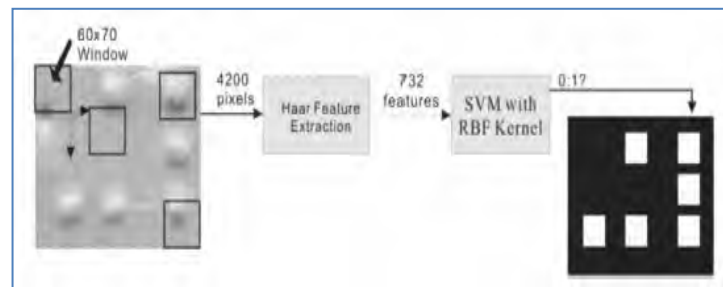 60x70
Window
4200
pixels
Haar Feature
Extraction
732
features
SVM with
RBF Kernel
0:1?